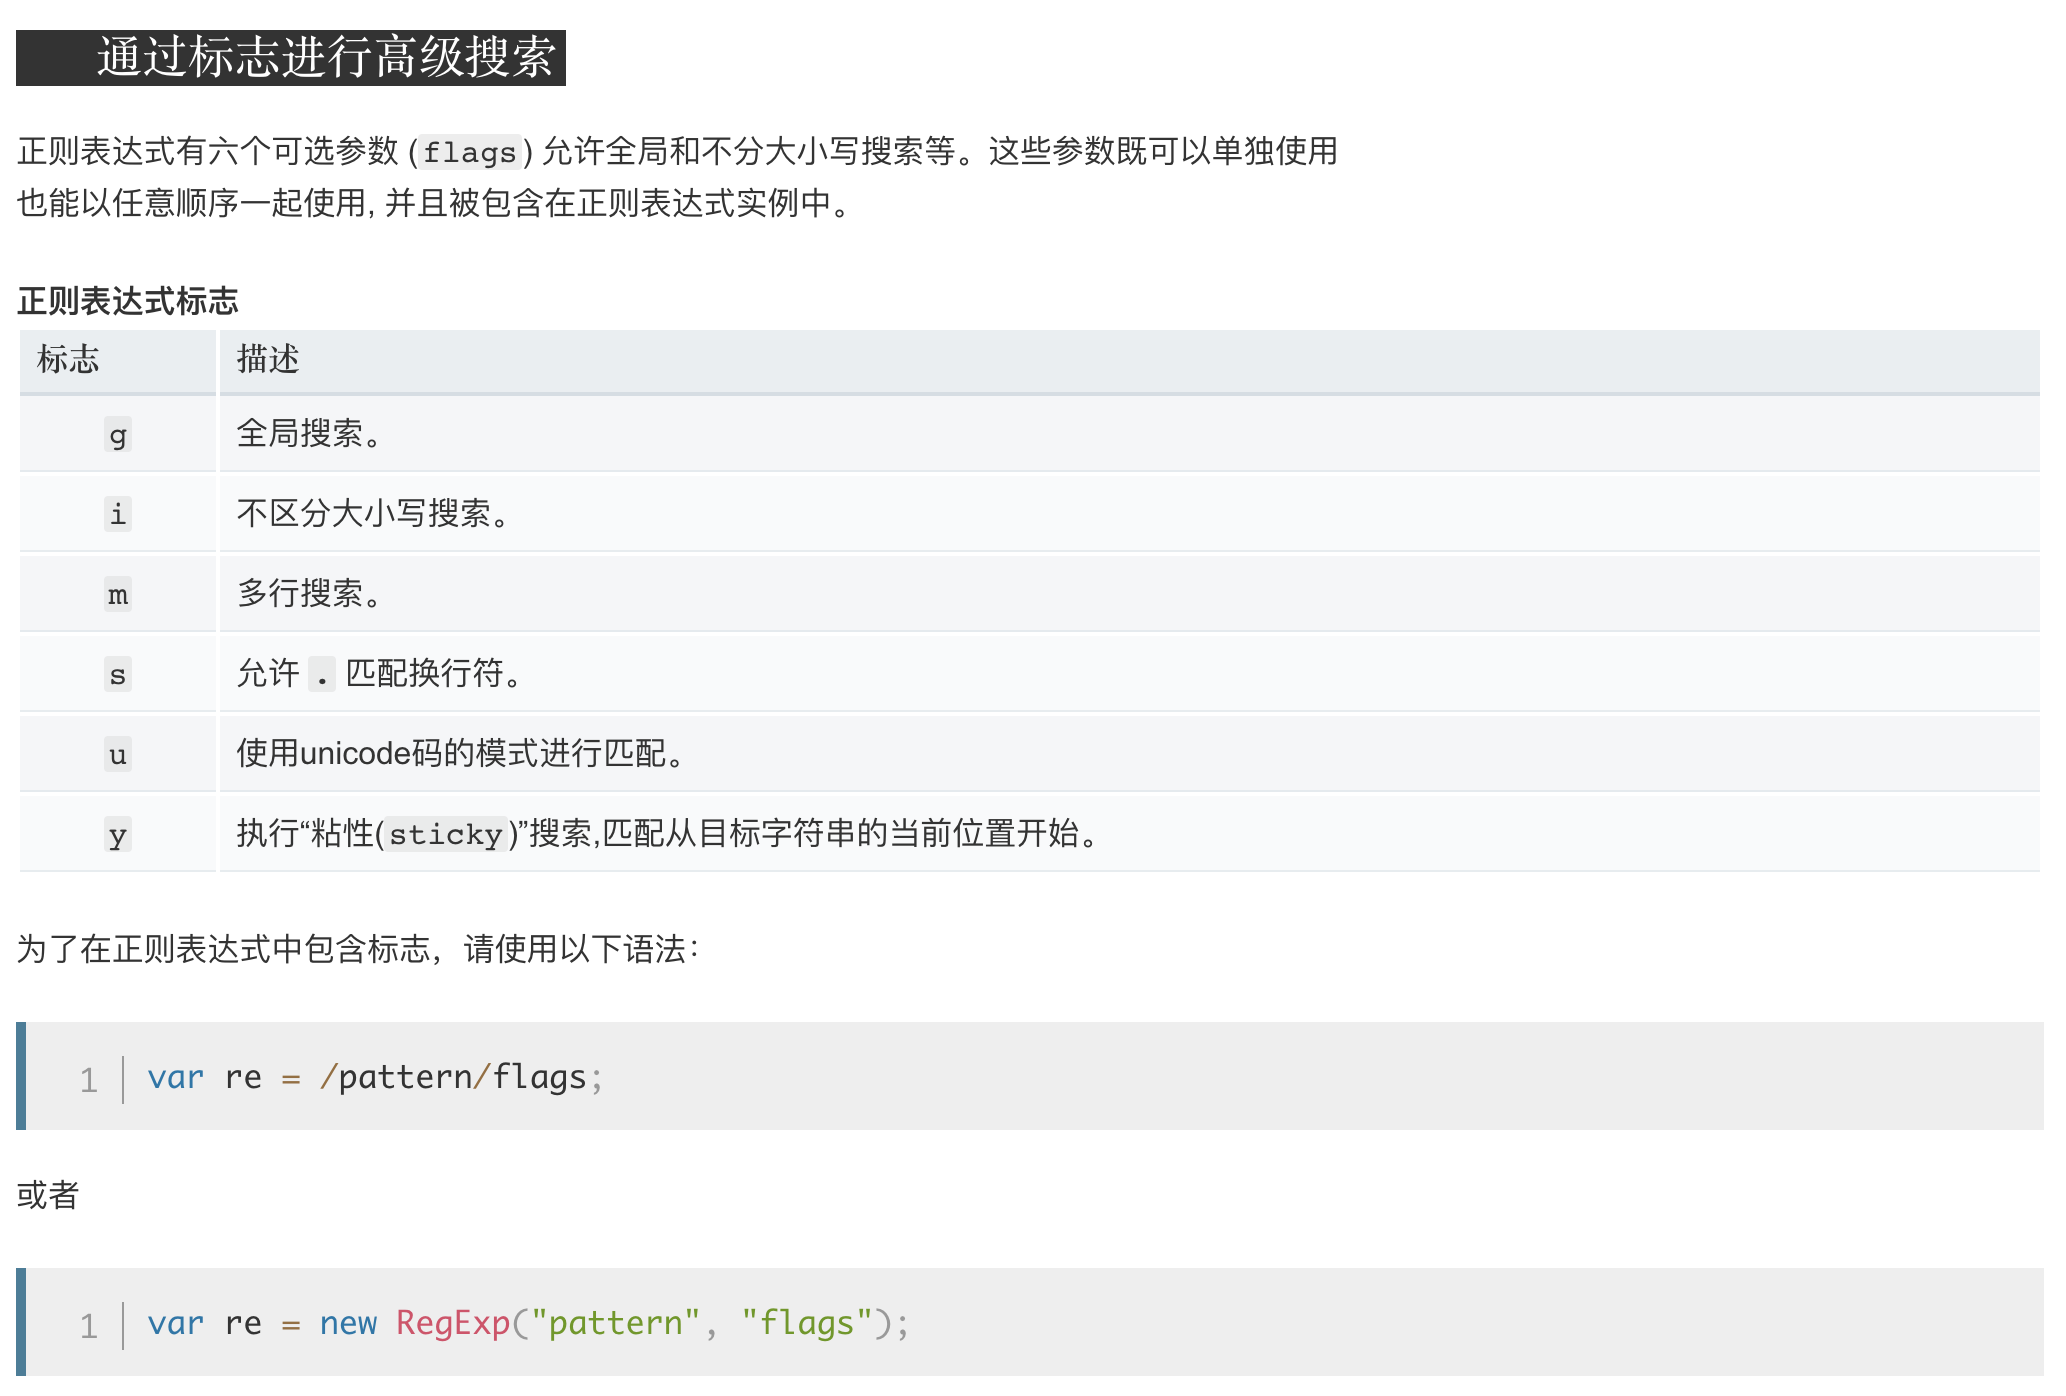 通过标志进行高级搜索
正则表达式有六个可选参数 (flags) 允许全局和不分大小写搜索等。这些参数既可以单独使用
也能以任意顺序一起使用, 并且被包含在正则表达式实例中。
正则表达式标志
标志 描述
g 全局搜索。
i 不区分大小写搜索。
m 多行搜索。
s 允许 . 匹配换行符。
u 使用unicode码的模式进行匹配。
y 执行“粘性(sticky)”搜索,匹配从目标字符串的当前位置开始。
为了在正则表达式中包含标志，请使用以下语法：
1 var re = /pattern/flags;
或者
1 var re = new RegExp("pattern", "flags");